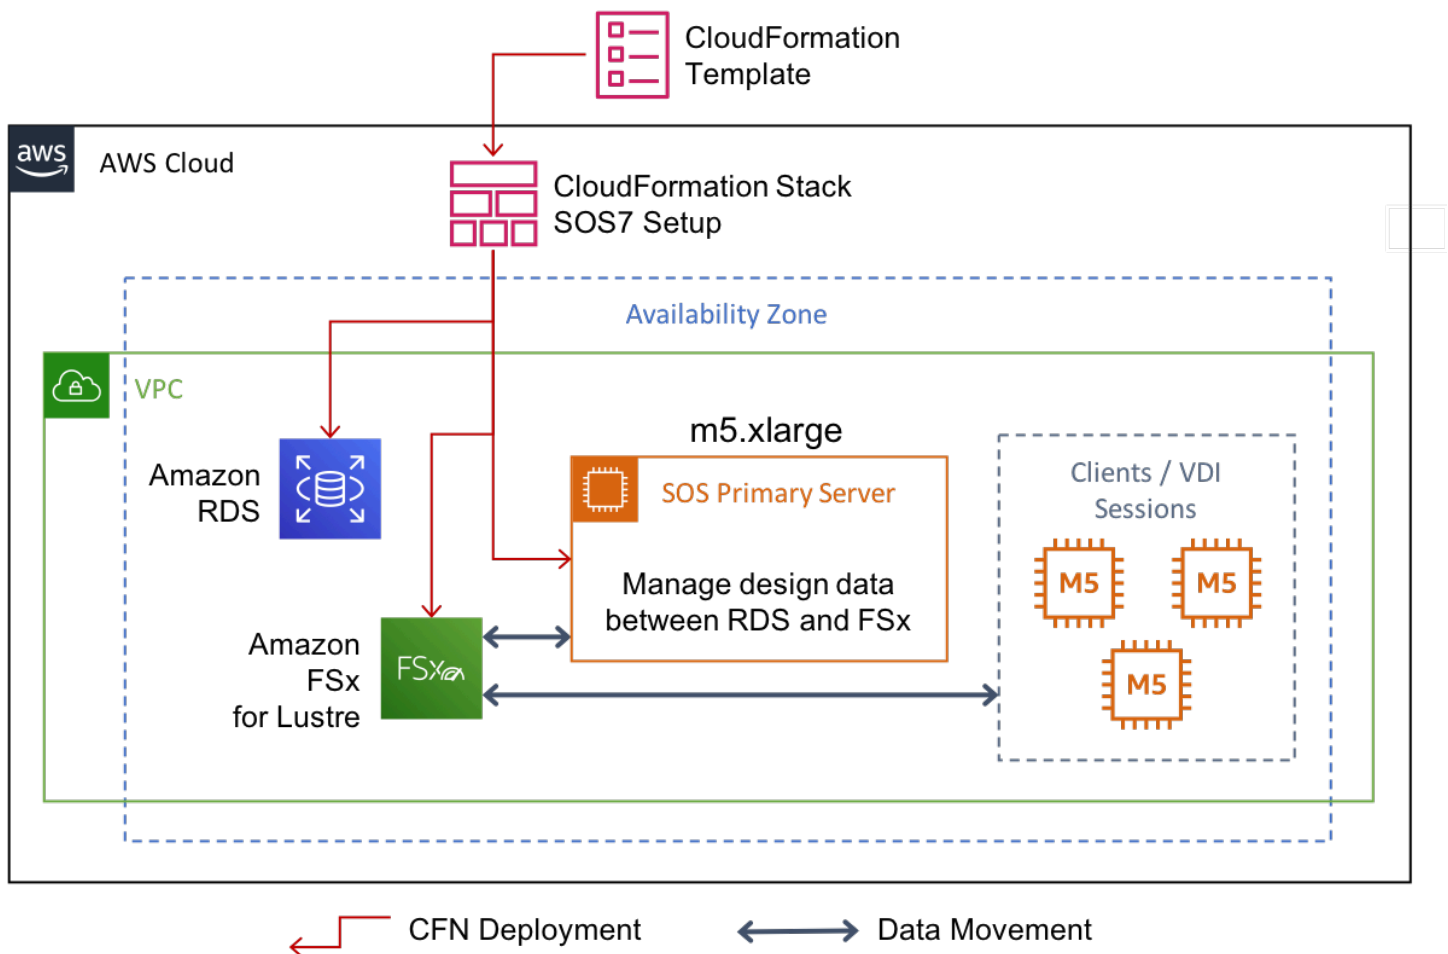 CloudFormation
Template
aws
AWS Cloud
CloudFormation Stack
SOS7 Setup
Availability Zone
VPC
m5.xlarge
Amazon
RDS
SOS Primary Server
Manage design data
between RDS and FSx
Clients / VDI
Sessions
M5
M5
M5
Amazon
FSx
for Lustre
FSx
CFN Deployment
Data Movement